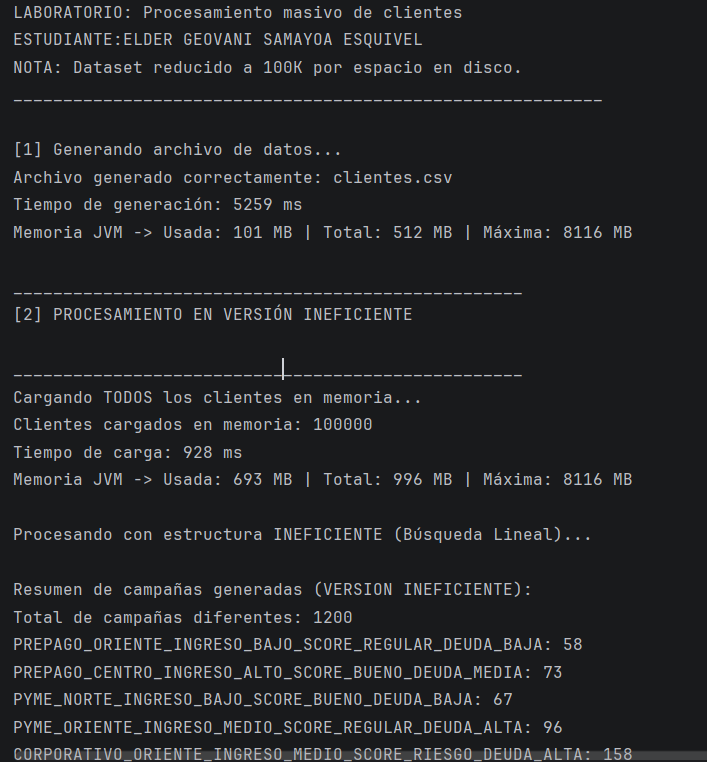 LABORATORIO: Procesamiento masivo de clientes
ESTUDIANTE:ELDER GEOVANI SAMAYOA ESQUIVEL
NOTA: Dataset reducido a 100K por espacio en disco.
___________________________________________________________
[1] Generando archivo de datos...
Archivo generado correctamente: clientes.csv
Tiempo de generación: 5259 ms
Memoria JVM -> Usada: 101 MB | Total: 512 MB | Máxima: 8116 MB
___________________________________________________
[2] PROCESAMIENTO EN VERSIÓN INEFICIENTE
___________________________________________________
Cargando TODOS los clientes en memoria...
Clientes cargados en memoria: 100000
Tiempo de carga: 928 ms
Memoria JVM -> Usada: 693 MB | Total: 996 MB | Máxima: 8116 MB
Procesando con estructura INEFICIENTE (Búsqueda Lineal)...
Resumen de campañas generadas (VERSION INEFICIENTE):
Total de campañas diferentes: 1200
PREPAGO_ORIENTE_INGRESO_BAJO_SCORE_REGULAR_DEUDA_BAJA: 58
PREPAGO_CENTRO_INGRESO_ALTO_SCORE_BUENO_DEUDA_MEDIA: 73
PYME_NORTE_INGRESO_BAJO_SCORE_BUENO_DEUDA_BAJA: 67
PYME_ORIENTE_INGRESO_MEDIO_SCORE_REGULAR_DEUDA_ALTA: 96
CORPORATIVO_ORIENTE_INGRESO_MEDIO_SCORE_RIESGO_DEUDA_ALTA: 158